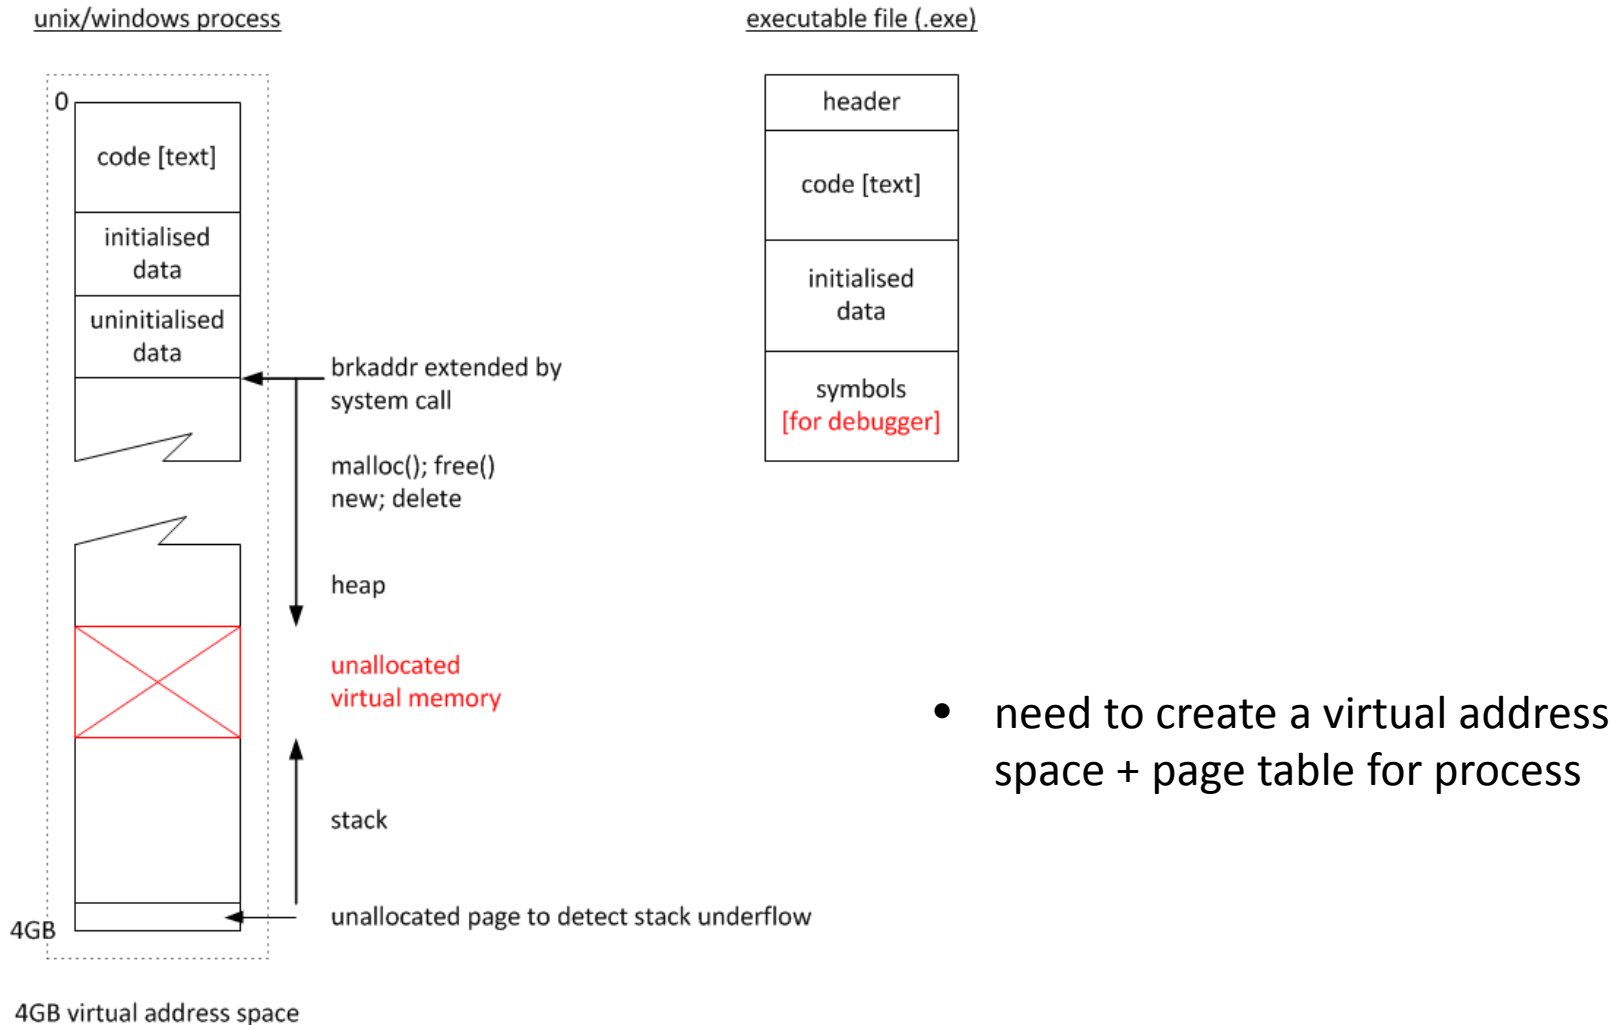 unix/windows process
0
code [text]
initialised
data
uninitialised
data
brkaddr extended by
system call
malloc(); free()
new; delete
heap
unallocated
virtual memory
stack
unallocated page to detect stack underflow
4GB
4GB virtual address space
executable file (.exe)
header
code [text]
initialised
data
symbols
[for debugger]
• need to create a virtual address
space + page table for process